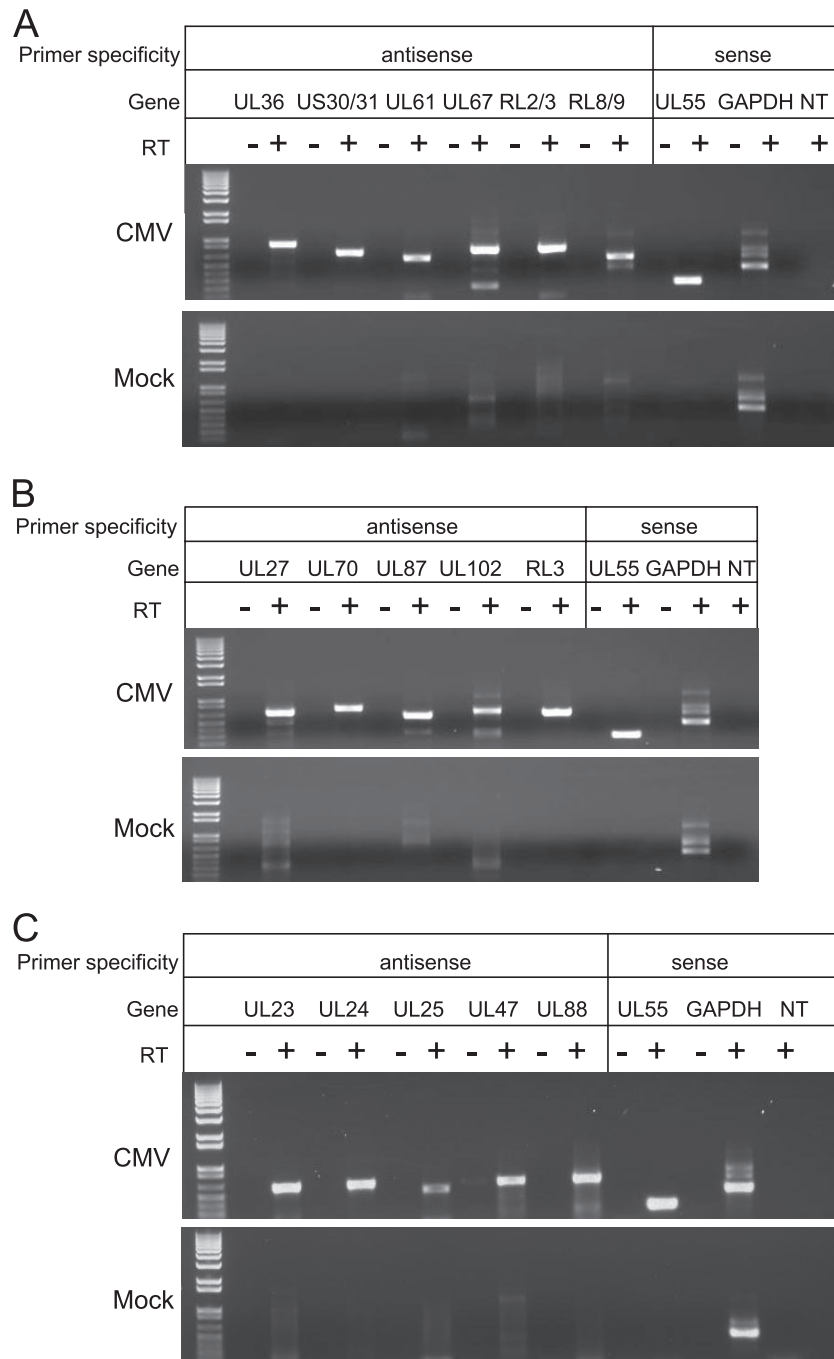 A
Primer specificity antisense sense
Gene UL36 US30/31 UL61 UL67 RL2/3 RL8/9 UL55 GAPDH NT
RT - + - + - + - + - + - + - + - + +
CMV
Mock
B
Primer specificity antisense sense
Gene UL27 UL70 UL87 UL102 RL3 UL55 GAPDH NT
RT - + - + - + - + - + - + - + +
CMV
Mock
C
Primer specificity antisense sense
Gene UL23 UL24 UL25 UL47 UL88 UL55 GAPDH NT
RT - + - + - + - + - + - + - + +
CMV
Mock